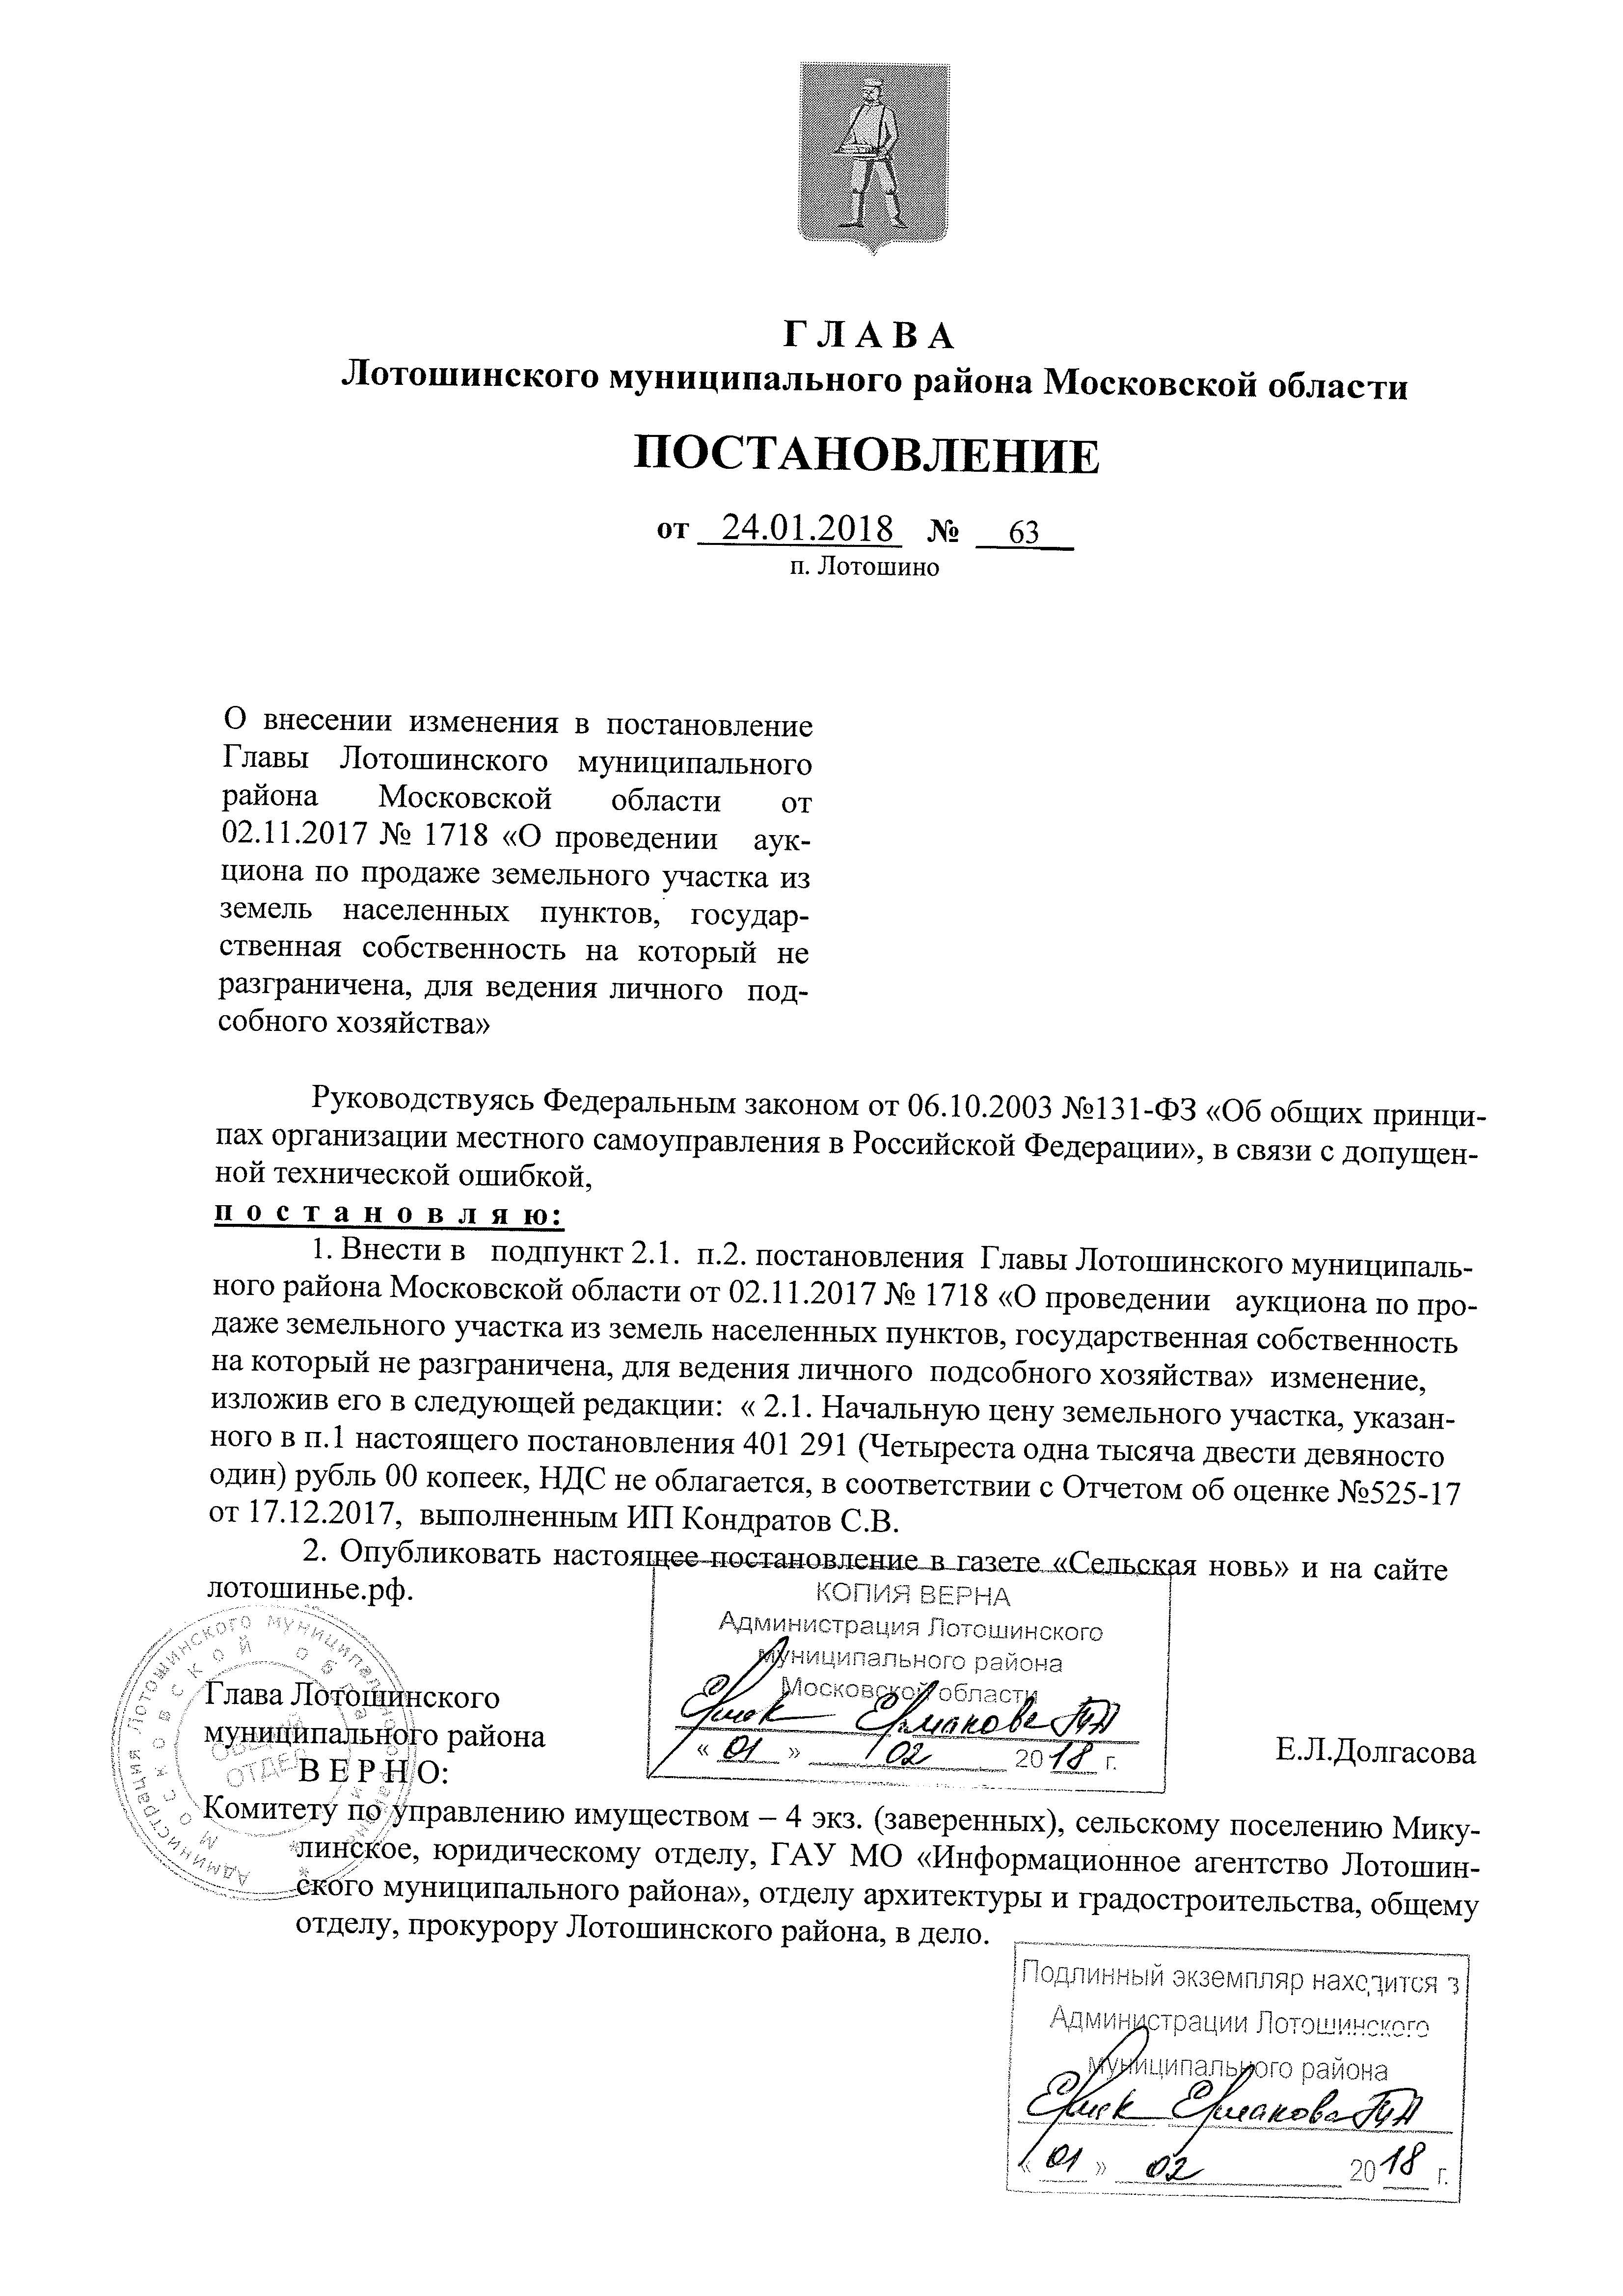 Г Л А В А
Лотошинского муниципального района Московской области
ПОСТАНОВЛЕНИЕ
от 24.01.2018 № 63
п. Лотошино
О внесении изменения в постановление
Главы Лотошинского муниципального
района Московской области от
02.11.2017 № 1718 «О проведении аук-
циона по продаже земельного участка из
земель населенных пунктов, государ-
ственная собственность на который не
разграничена, для ведения личного под-
собного хозяйства»
Руководствуясь Федеральным законом от 06.10.2003 №131-ФЗ «Об общих принци-
пах организации местного самоуправления в Российской Федерации», в связи с допущен-
ной технической ошибкой,
п о с т а н о в л я ю:
1. Внести в подпункт 2.1. п.2. постановления Главы Лотошинского муниципаль-
ного района Московской области от 02.11.2017 № 1718 «О проведении аукциона по про-
даже земельного участка из земель населенных пунктов, государственная собственность
на который не разграничена, для ведения личного подсобного хозяйства» изменение,
изложив его в следующей редакции: « 2.1. Начальную цену земельного участка, указан-
ного в п.1 настоящего постановления 401 291 (Четыреста одна тысяча двести девяносто
один) рубль 00 копеек, НДС не облагается, в соответствии с Отчетом об оценке №525-17
от 17.12.2017, выполненным ИП Кондратов С.В.
2. Опубликовать настоящее постановление в газете «Сельская новь» и на сайте
лотошинье.рф.
КОПИЯ ВЕРНА
Администрация Лотошинского
муниципального района
Московской области
Ермакова
« 01 » 02 2018 г.
Администрация Лотошинского муниципального района
Московской области
ОБЩИЙ
ОТДЕЛ
Глава Лотошинского
муниципального района
Е.Л.Долгасова
В Е Р Н О:
Комитету по управлению имуществом – 4 экз. (заверенных), сельскому поселению Мику-
линское, юридическому отделу, ГАУ МО «Информационное агентство Лотошин-
ского муниципального района», отделу архитектуры и градостроительства, общему
отделу, прокурору Лотошинского района, в дело.
Подлинный экземпляр находится в
Администрации Лотошинского
муниципального района
Ермакова
« 01 » 02 2018 г.